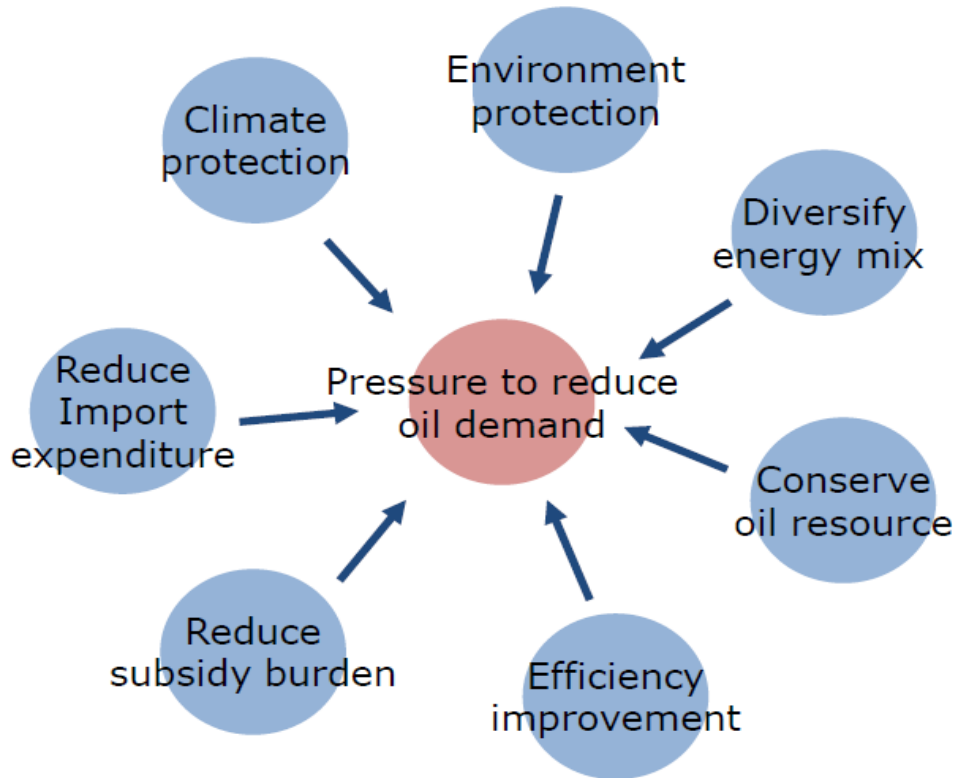 Climate
protection
Environment
protection
Diversify
energy mix
Reduce
Import
expenditure
Pressure to reduce
oil demand
Conserve
oil resource
Reduce
subsidy burden
Efficiency
improvement